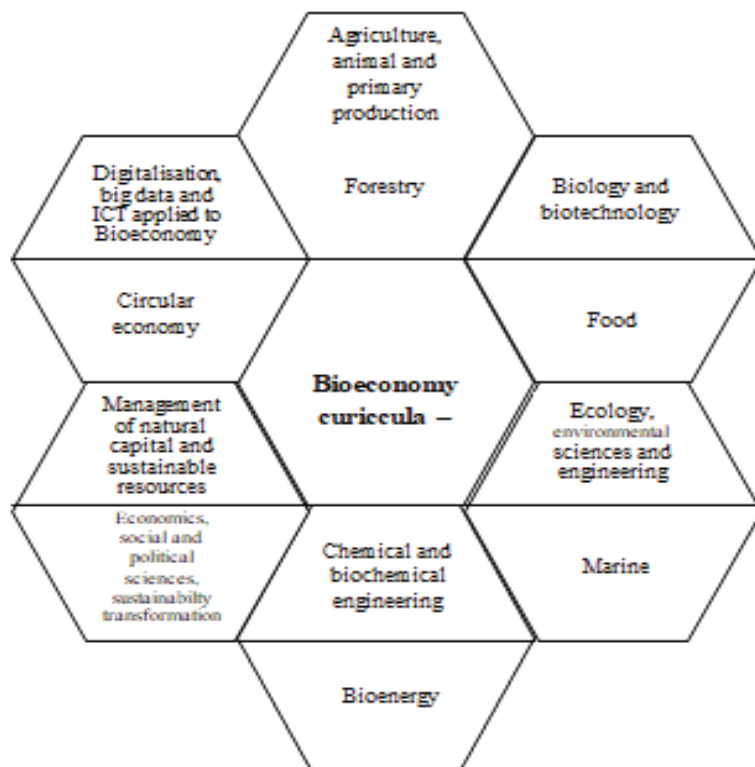 Agriculture,
animal and
primary
production
Forestry
Digitalisation,
big data and
ICT applied to
Bioeconomy
Biology and
biotechnology
Circular
economy
Food
Bioeconomy
curiccula –
Management
of natural
capital and
sustainable
resources
Ecology,
environmental
sciences and
engineering
Economics,
social and
political
sciences,
sustainabilty
transformation
Chemical and
biochemical
engineering
Marine
Bioenergy